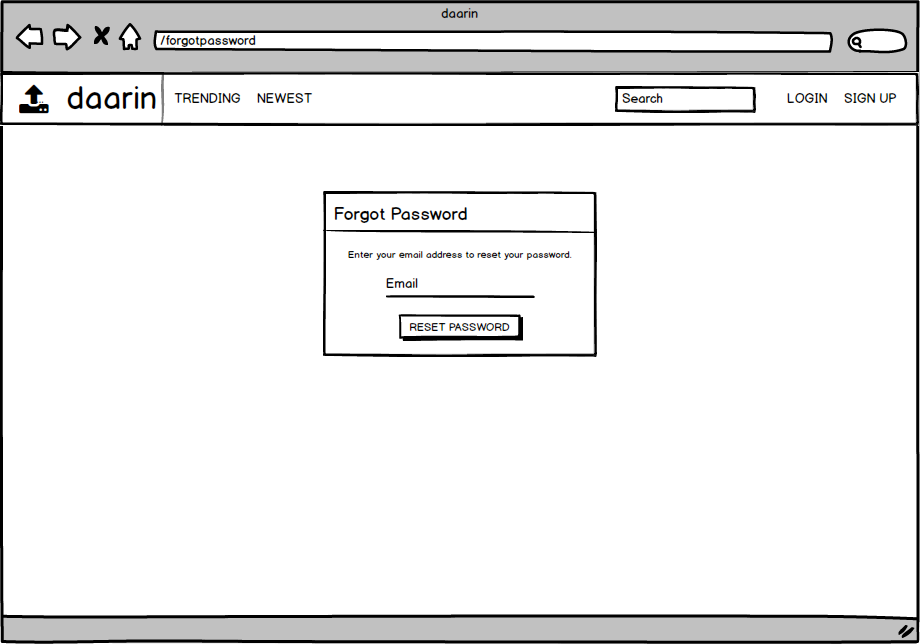 daarin
/forgotpassword
daarin TRENDING NEWEST Search LOGIN SIGN UP
Forgot Password
Enter your email address to reset your password.
Email
RESET PASSWORD